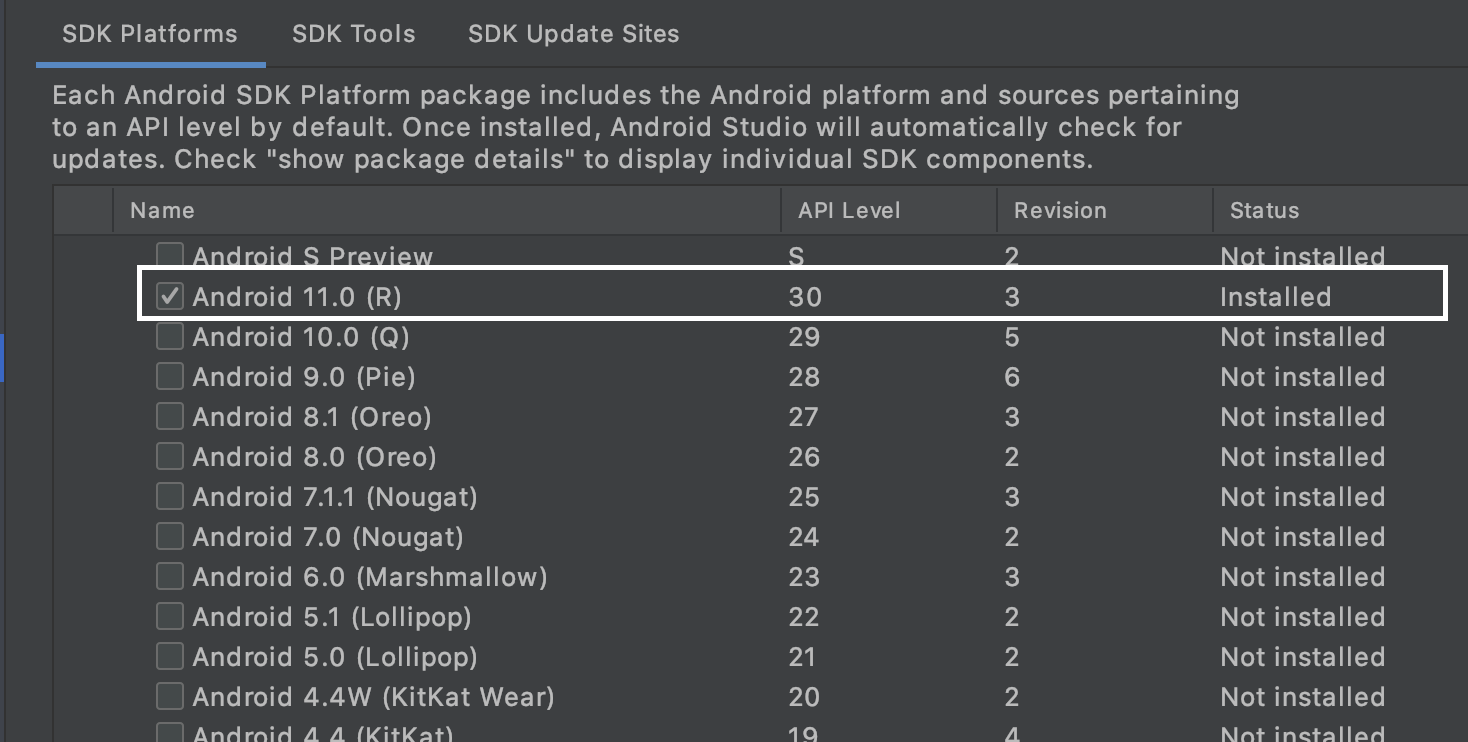 SDK Platforms SDK Tools SDK Update Sites
Each Android SDK Platform package includes the Android platform and sources pertaining
to an API level by default. Once installed, Android Studio will automatically check for
updates. Check "show package details" to display individual SDK components.
Name API Level Revision Status
Android S Preview S 2 Not installed
Android 11.0 (R) 30 3 Installed
Android 10.0 (Q) 29 5 Not installed
Android 9.0 (Pie) 28 6 Not installed
Android 8.1 (Oreo) 27 3 Not installed
Android 8.0 (Oreo) 26 2 Not installed
Android 7.1.1 (Nougat) 25 3 Not installed
Android 7.0 (Nougat) 24 2 Not installed
Android 6.0 (Marshmallow) 23 3 Not installed
Android 5.1 (Lollipop) 22 2 Not installed
Android 5.0 (Lollipop) 21 2 Not installed
Android 4.4W (KitKat Wear) 20 2 Not installed
Android 4.4 (KitKat) 19 4 Not installed